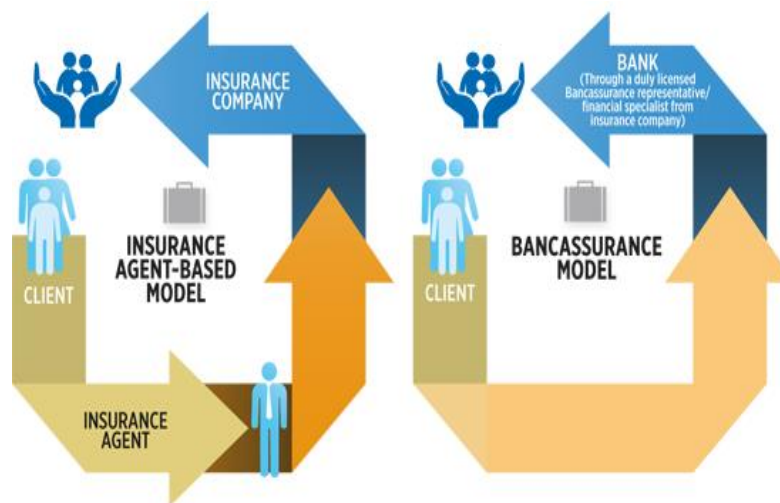 INSURANCE
COMPANY
CLIENT
INSURANCE
AGENT-BASED
MODEL
INSURANCE
AGENT
BANK
(Through a duly licensed
Bancassurance representative/
financial specialist from
insurance company)
CLIENT
BANCASSURANCE
MODEL